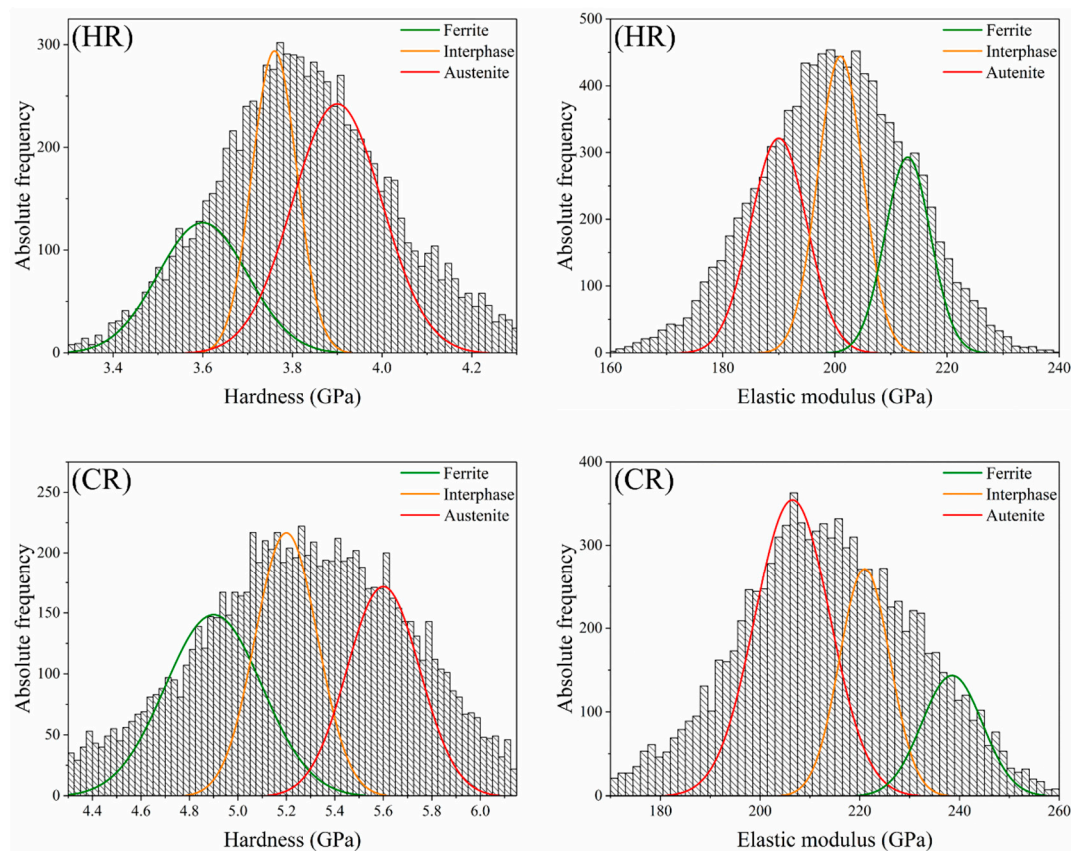 (HR)
Ferrite
Interphase
Austenite
300
200
100
0
Absolute frequency
3.4 3.6 3.8 4.0 4.2
Hardness (GPa)
(HR)
Ferrite
Interphase
Autenite
500
400
300
200
100
0
Absolute frequency
160 180 200 220 240
Elastic modulus (GPa)
(CR)
Ferrite
Interphase
Austenite
250
200
150
100
50
0
Absolute frequency
4.4 4.6 4.8 5.0 5.2 5.4 5.6 5.8 6.0
Hardness (GPa)
(CR)
Ferrite
Interphase
Autenite
400
300
200
100
0
Absolute frequency
180 200 220 240 260
Elastic modulus (GPa)